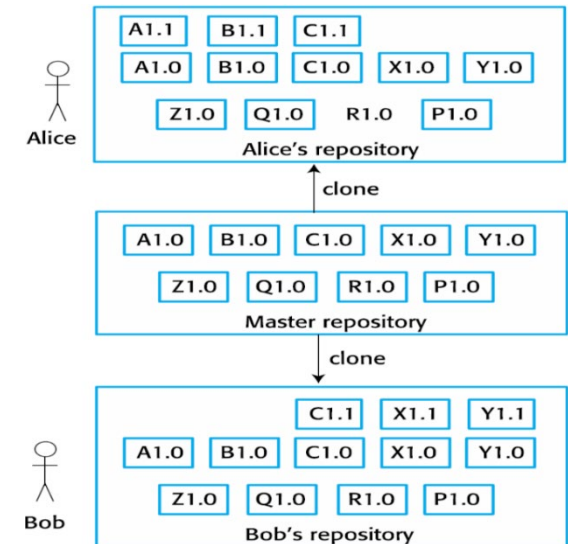 A1.1 B1.1 C1.1
A1.0 B1.0 C1.0 X1.0 Y1.0
Z1.0 Q1.0 R1.0 P1.0
Alice
Alice's repository
clone
A1.0 B1.0 C1.0 X1.0 Y1.0
Z1.0 Q1.0 R1.0 P1.0
Master repository
clone
C1.1 X1.1 Y1.1
A1.0 B1.0 C1.0 X1.0 Y1.0
Z1.0 Q1.0 R1.0 P1.0
Bob
Bob's repository